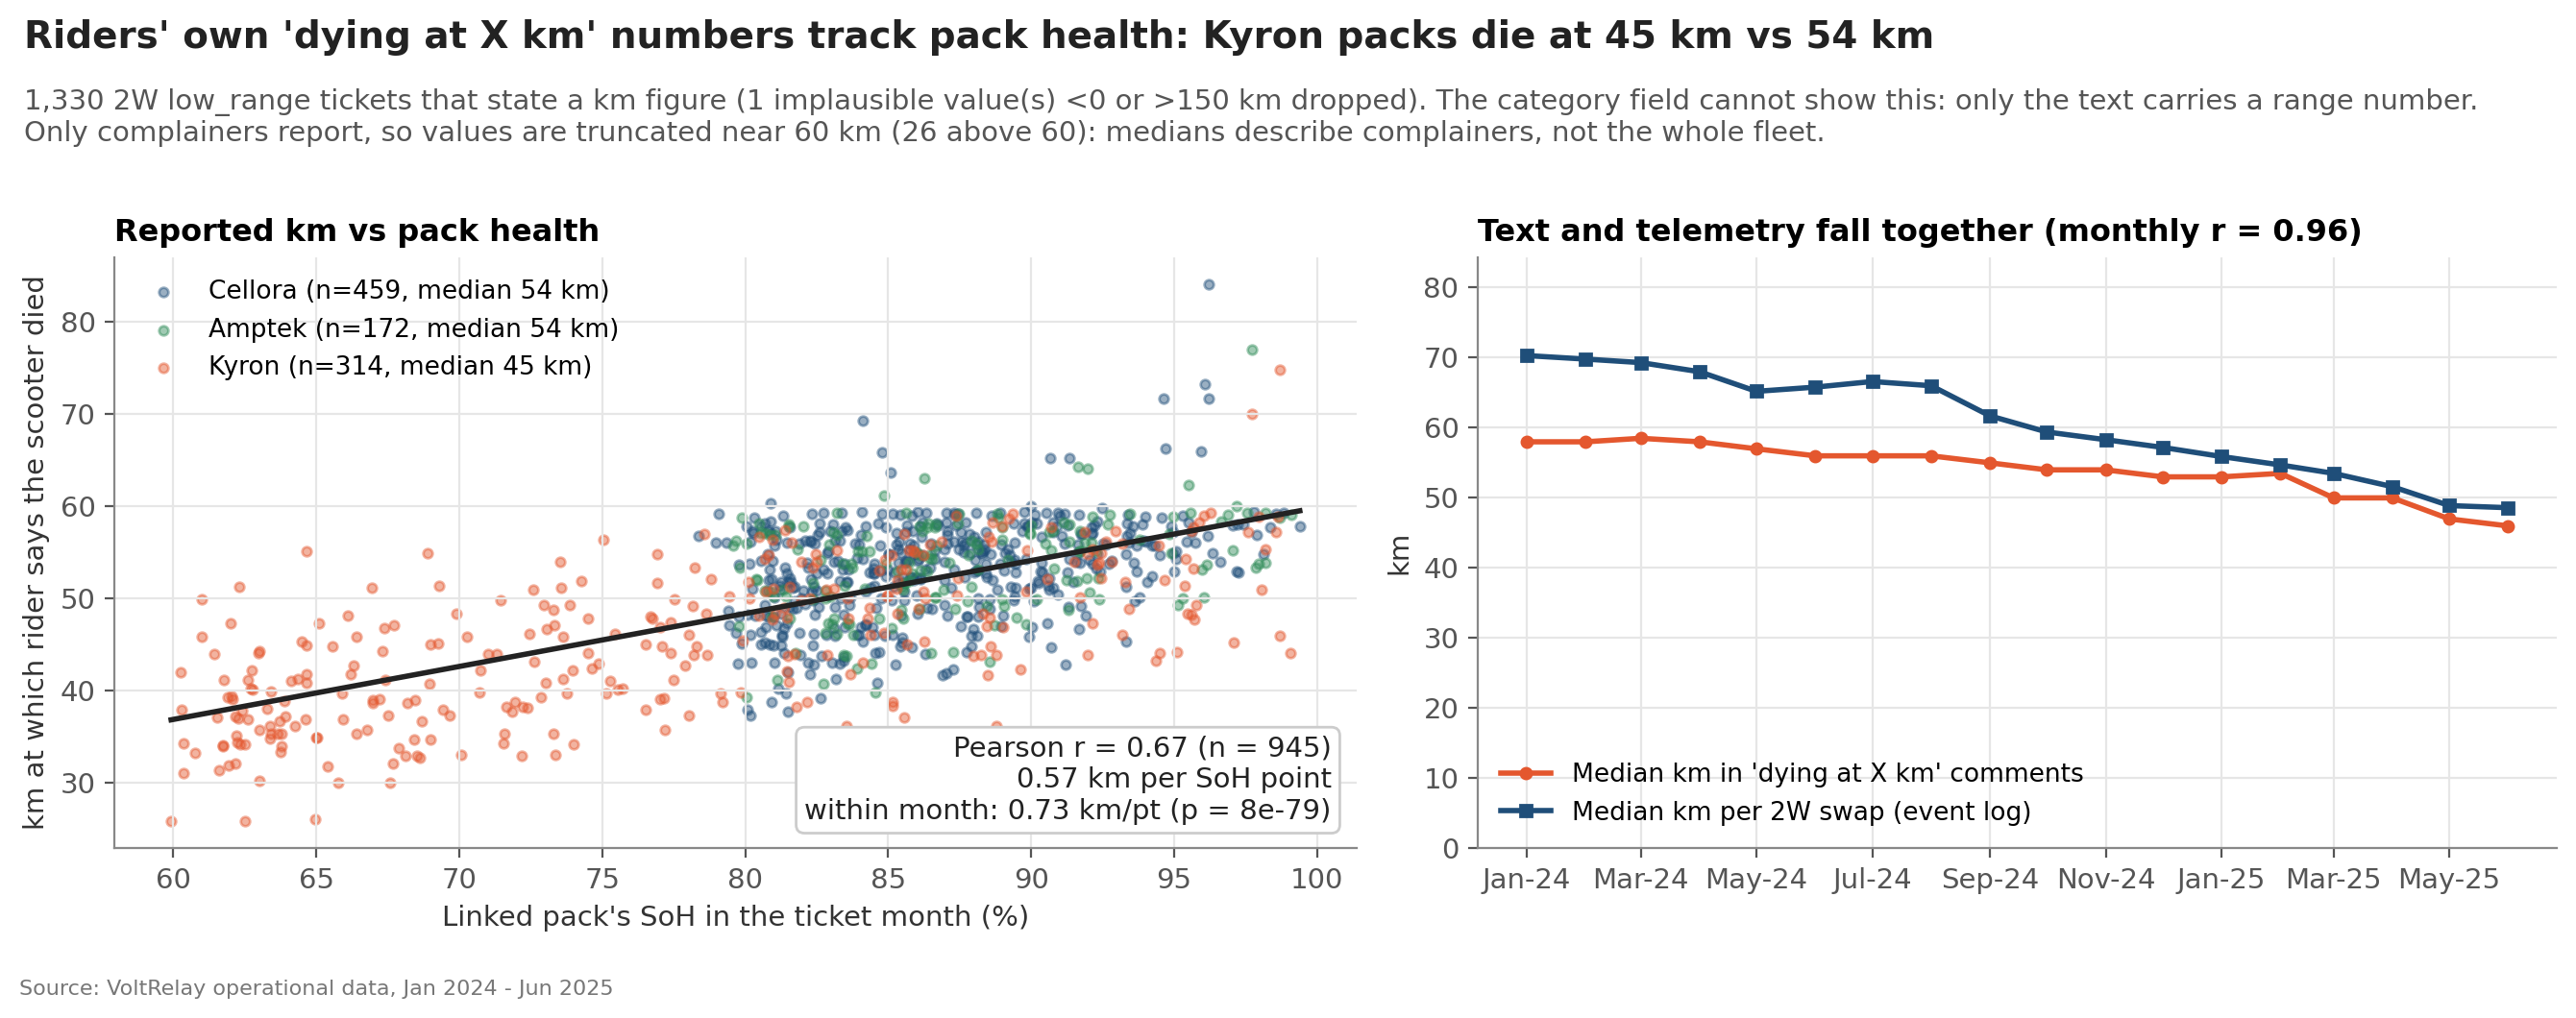 Riders' own 'dying at X km' numbers track pack health: Kyron packs die at 45 km vs 54 km
1,330 2W low_range tickets that state a km figure (1 implausible value(s) <0 or >150 km dropped). The category field cannot show this: only the text carries a range number.
Only complainers report, so values are truncated near 60 km (26 above 60): medians describe complainers, not the whole fleet.
Reported km vs pack health
km at which rider says the scooter died
80
70
60
50
40
30
Cellora (n=459, median 54 km)
Amptek (n=172, median 54 km)
Kyron (n=314, median 45 km)
Pearson r = 0.67 (n = 945)
0.57 km per SoH point
within month: 0.73 km/pt (p = 8e-79)
60 65 70 75 80 85 90 95 100
Linked pack's SoH in the ticket month (%)
Text and telemetry fall together (monthly r = 0.96)
km
80
70
60
50
40
30
20
10
0
Median km in 'dying at X km' comments
Median km per 2W swap (event log)
Jan-24 Mar-24 May-24 Jul-24 Sep-24 Nov-24 Jan-25 Mar-25 May-25
Source: VoltRelay operational data, Jan 2024 - Jun 2025